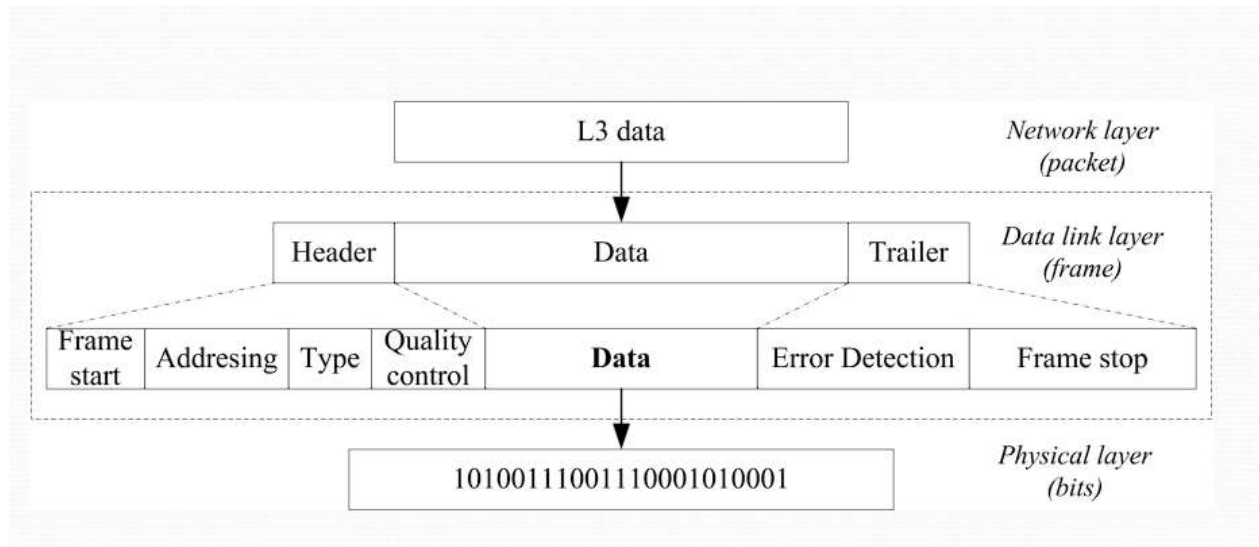 L3 data
Network layer
(packet)
Header
Data
Trailer
Data link layer
(frame)
Frame
start
Addresing
Type
Quality
control
Data
Error Detection
Frame stop
10100111001110001010001
Physical layer
(bits)